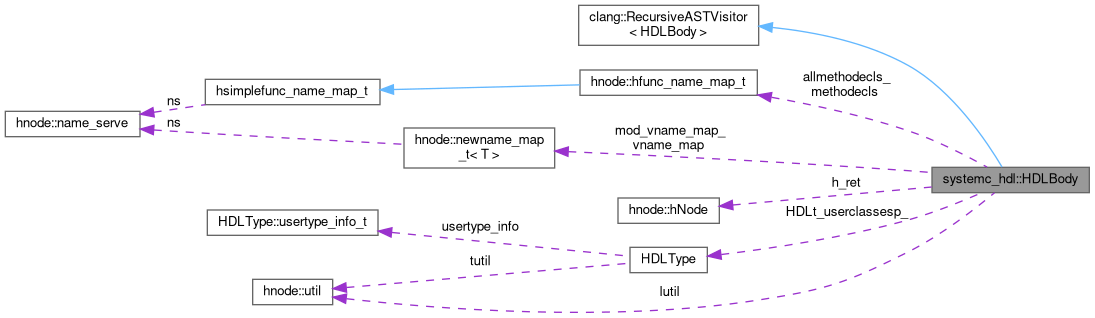 clang::RecursiveASTVisitor
< HDLBody >
hnode::hfunc_name_map_t
allmethodecls_
methodecls
hsimplefunc_name_map_t
ns
hnode::name_serve
ns
hnode::newname_map
_t< T >
mod_vname_map_
vname_map
systemc_hdl::HDLBody
h_ret
hnode::hNode
HDLt_userclassesp_
HDLType::usertype_info_t
usertype_info
HDLType
tutil
hnode::util
lutil